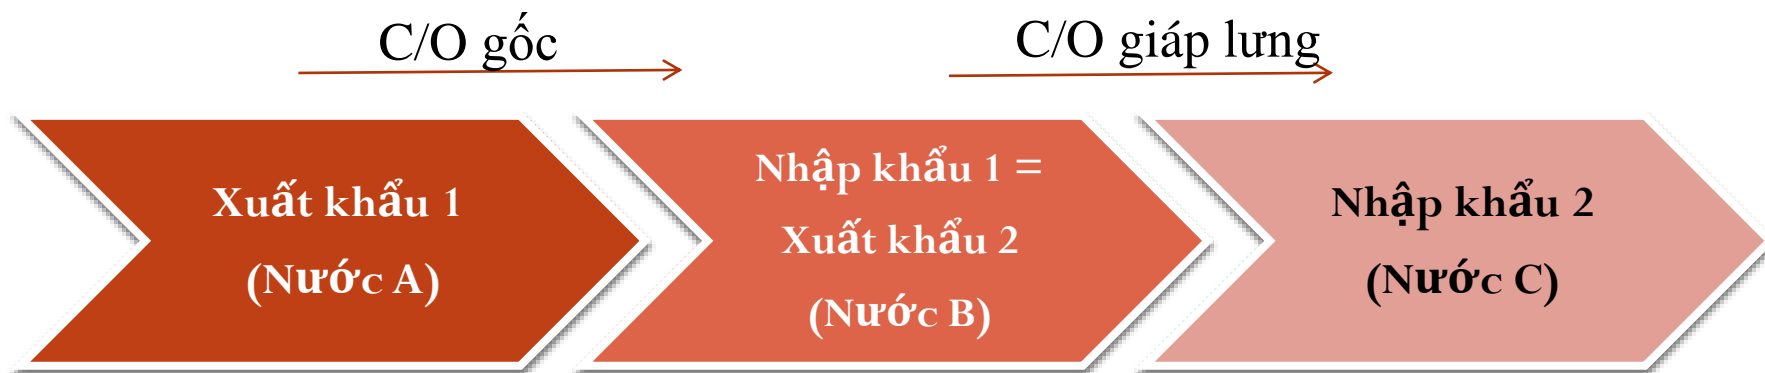 C/O gốc
C/O giáp lưng
Xuất khẩu 1
(Nước A)
Nhập khẩu 1 =
Xuất khẩu 2
(Nước B)
Nhập khẩu 2
(Nước C)